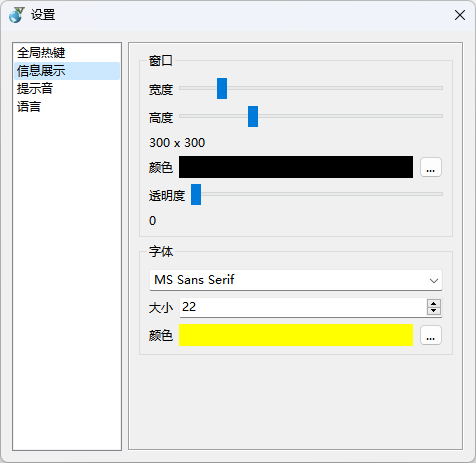 设置
全局热键
信息展示
提示音
语言
窗口
宽度
高度
300 x 300
颜色
...
透明度
0
字体
MS Sans Serif
大小 22
颜色
...